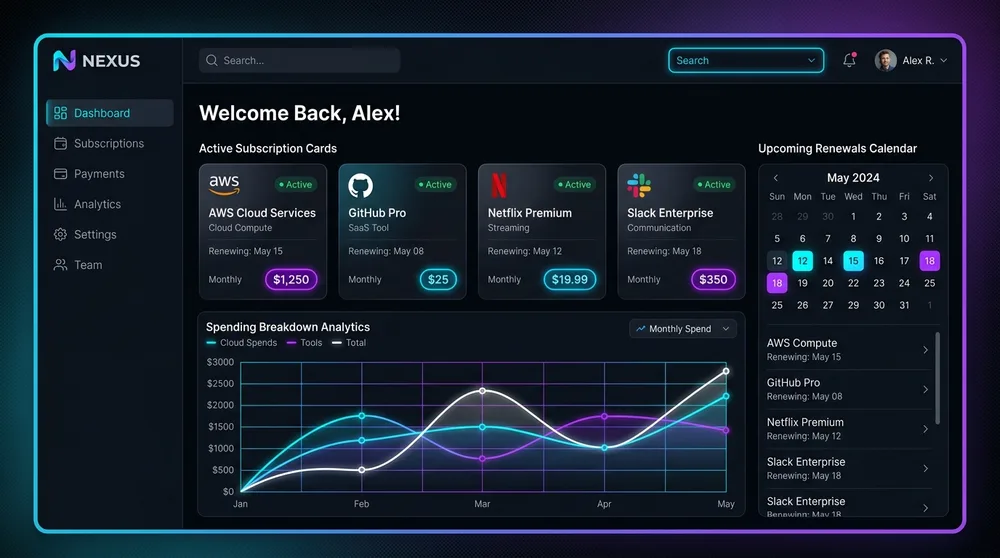 NEXUS
Search...
Search
Alex R.
Dashboard
Subscriptions
Payments
Analytics
Settings
Team
Welcome Back, Alex!
Active Subscription Cards
aws
Active
AWS Cloud Services
Cloud Compute
Renewing: May 15
Monthly
$1,250
Active
GitHub Pro
SaaS Tool
Renewing: May 08
Monthly
$25
Active
Netflix Premium
Streaming
Renewing: May 12
Monthly
$19.99
Active
Slack Enterprise
Communication
Renewing: May 18
Monthly
$350
Spending Breakdown Analytics
Cloud Spends Tools Total
Monthly Spend
$3000
$2500
$2000
$1500
$1000
$500
$0
Jan Feb Mar Apr May
Upcoming Renewals Calendar
May 2024
Sun Mon Tue Wed Thu Fri Sat
28 29 30 1 2 3 4
5 6 7 8 9 10 11
12 12 14 15 16 17 18
18 19 20 22 23 24 25
25 26 27 28 30 31 1
AWS Compute
Renewing: May 15
GitHub Pro
Renewing: May 08
Netflix Premium
Renewing: May 12
Slack Enterprise
Renewing: May 18
Slack Enterprise
Renewing: May 18